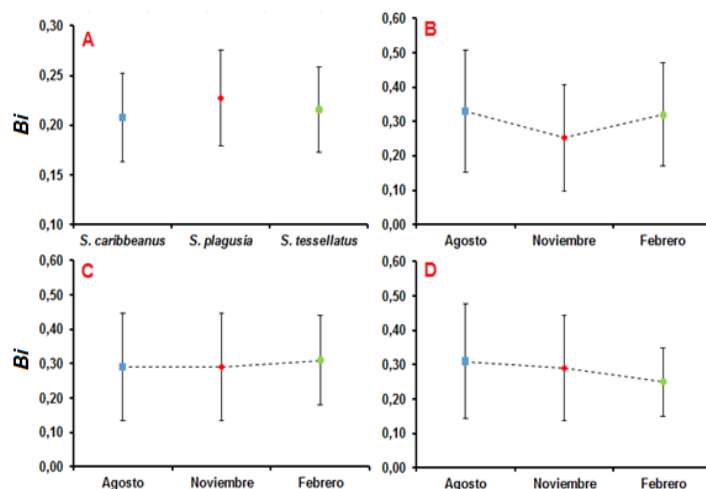 A
Bi
0,30
0,25
0,20
0,15
0,10
S. caribbeanus S. plagusia S. tessellatus
B
0,60
0,50
0,40
0,30
0,20
0,10
0,00
Agosto Noviembre Febrero
C
Bi
0,60
0,50
0,40
0,30
0,20
0,10
0,00
Agosto Noviembre Febrero
D
0,60
0,50
0,40
0,30
0,20
0,10
0,00
Agosto Noviembre Febrero